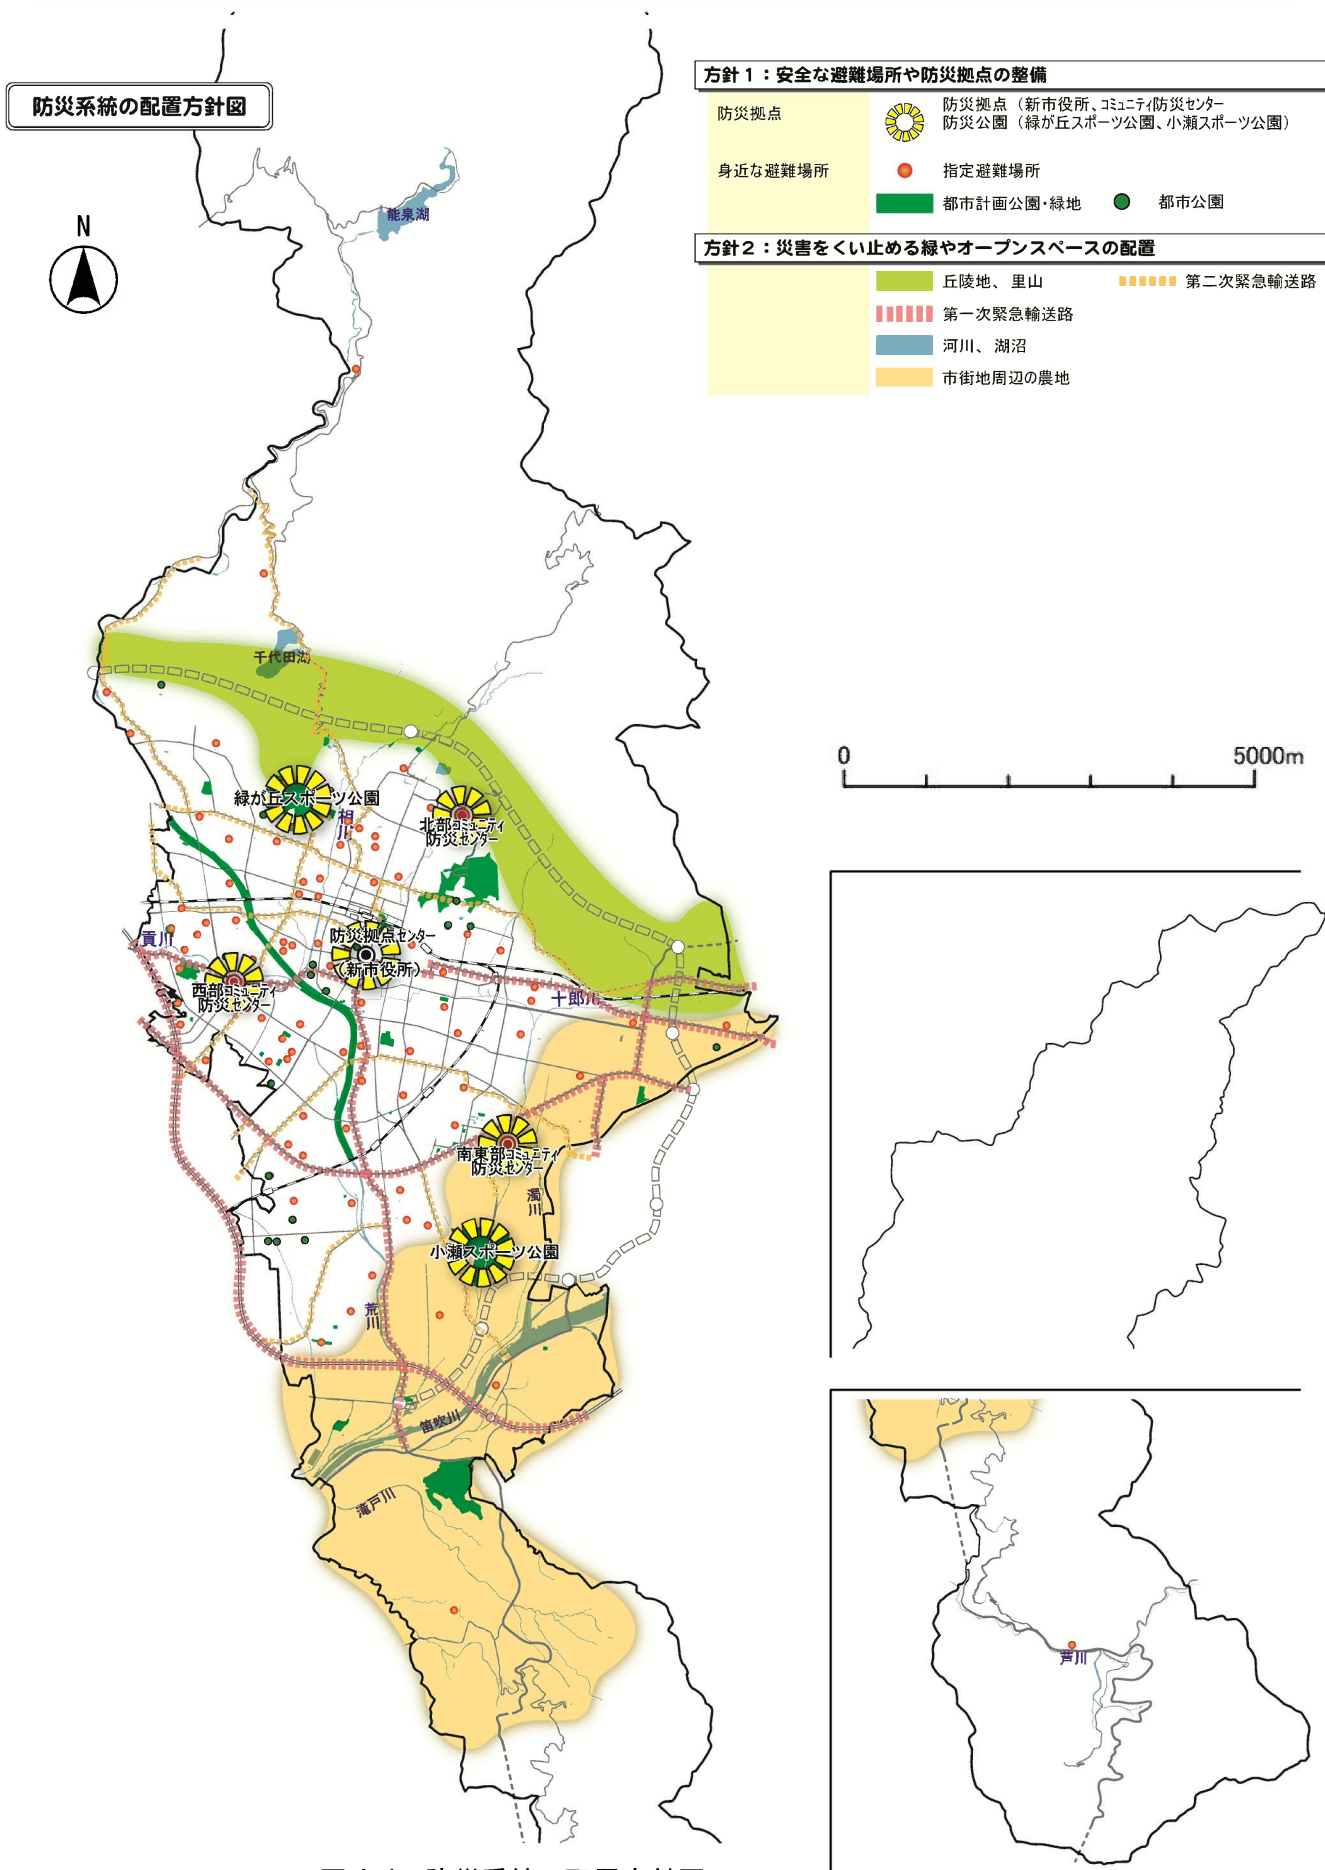 防災系統の配置方針図
N
方針1：安全な避難場所や防災拠点の整備
防災拠点
防災拠点（新市役所、コミュニティ防災センター
防災公園（緑が丘スポーツ公園、小瀬スポーツ公園）
身近な避難場所
指定避難場所
都市計画公園・緑地
都市公園
方針2：災害をくい止める緑やオープンスペースの配置
丘陵地、里山
第二次緊急輸送路
第一次緊急輸送路
河川、湖沼
市街地周辺の農地
能泉湖
千代田湖
0
5000m
緑が丘スポーツ公園
相川
北部コミュニティ
防災センター
貢川
防災拠点センター
（新市役所）
西部コミュニティ
防災センター
十郎川
南東部コミュニティ
防災センター
濁川
小瀬スポーツ公園
荒川
笛吹川
滝戸川
芦川